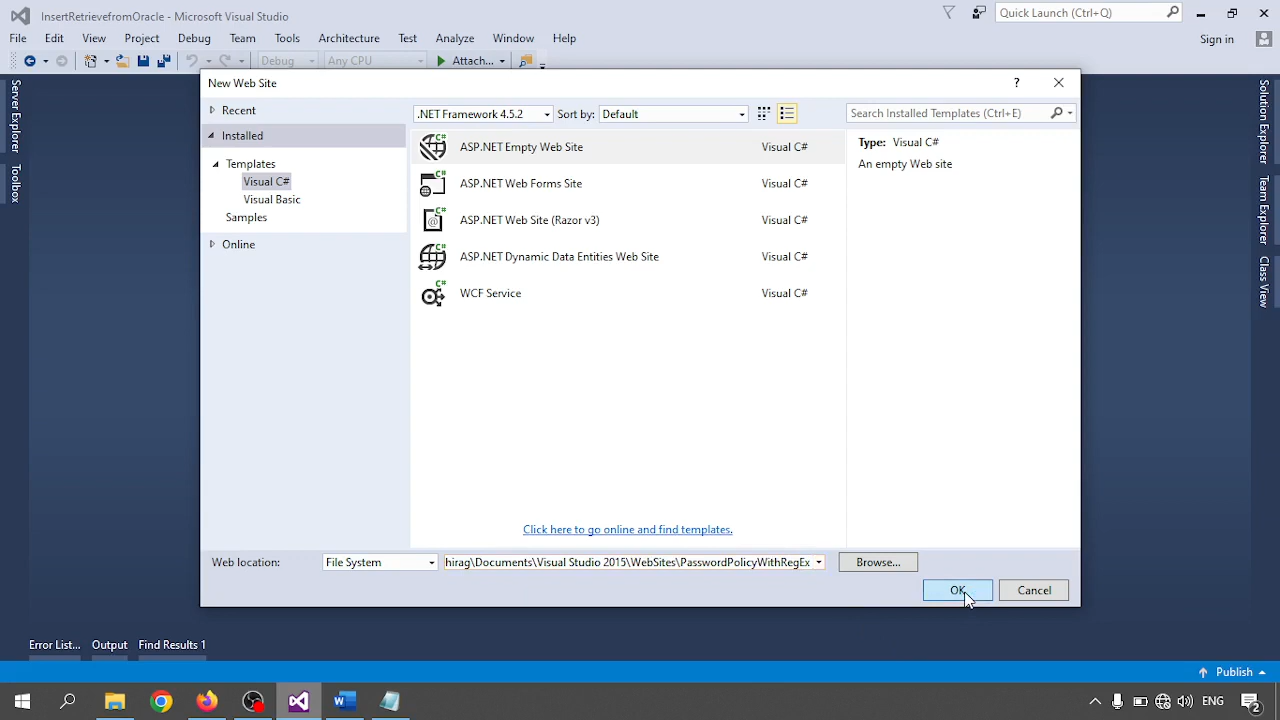 InsertRetrievefromOracle - Microsoft Visual Studio
Quick Launch (Ctrl+Q)
File Edit View Project Debug Team Tools Architecture Test Analyze Window Help
Sign in
Debug Any CPU Attach...
Server Explorer
Toolbox
Solution Explorer
Team Explorer
Class View
New Web Site
?
Recent
Installed
Templates
Visual C#
Visual Basic
Samples
Online
.NET Framework 4.5.2 Sort by: Default
Search Installed Templates (Ctrl+E)
ASP.NET Empty Web Site Visual C#
ASP.NET Web Forms Site Visual C#
ASP.NET Web Site (Razor v3) Visual C#
ASP.NET Dynamic Data Entities Web Site Visual C#
WCF Service Visual C#
Type: Visual C#
An empty Web site
Click here to go online and find templates.
Web location: File System hirag\Documents\Visual Studio 2015\WebSites\PasswordPolicyWithRegEx Browse...
OK Cancel
Error List... Output Find Results 1
Publish
ENG 2